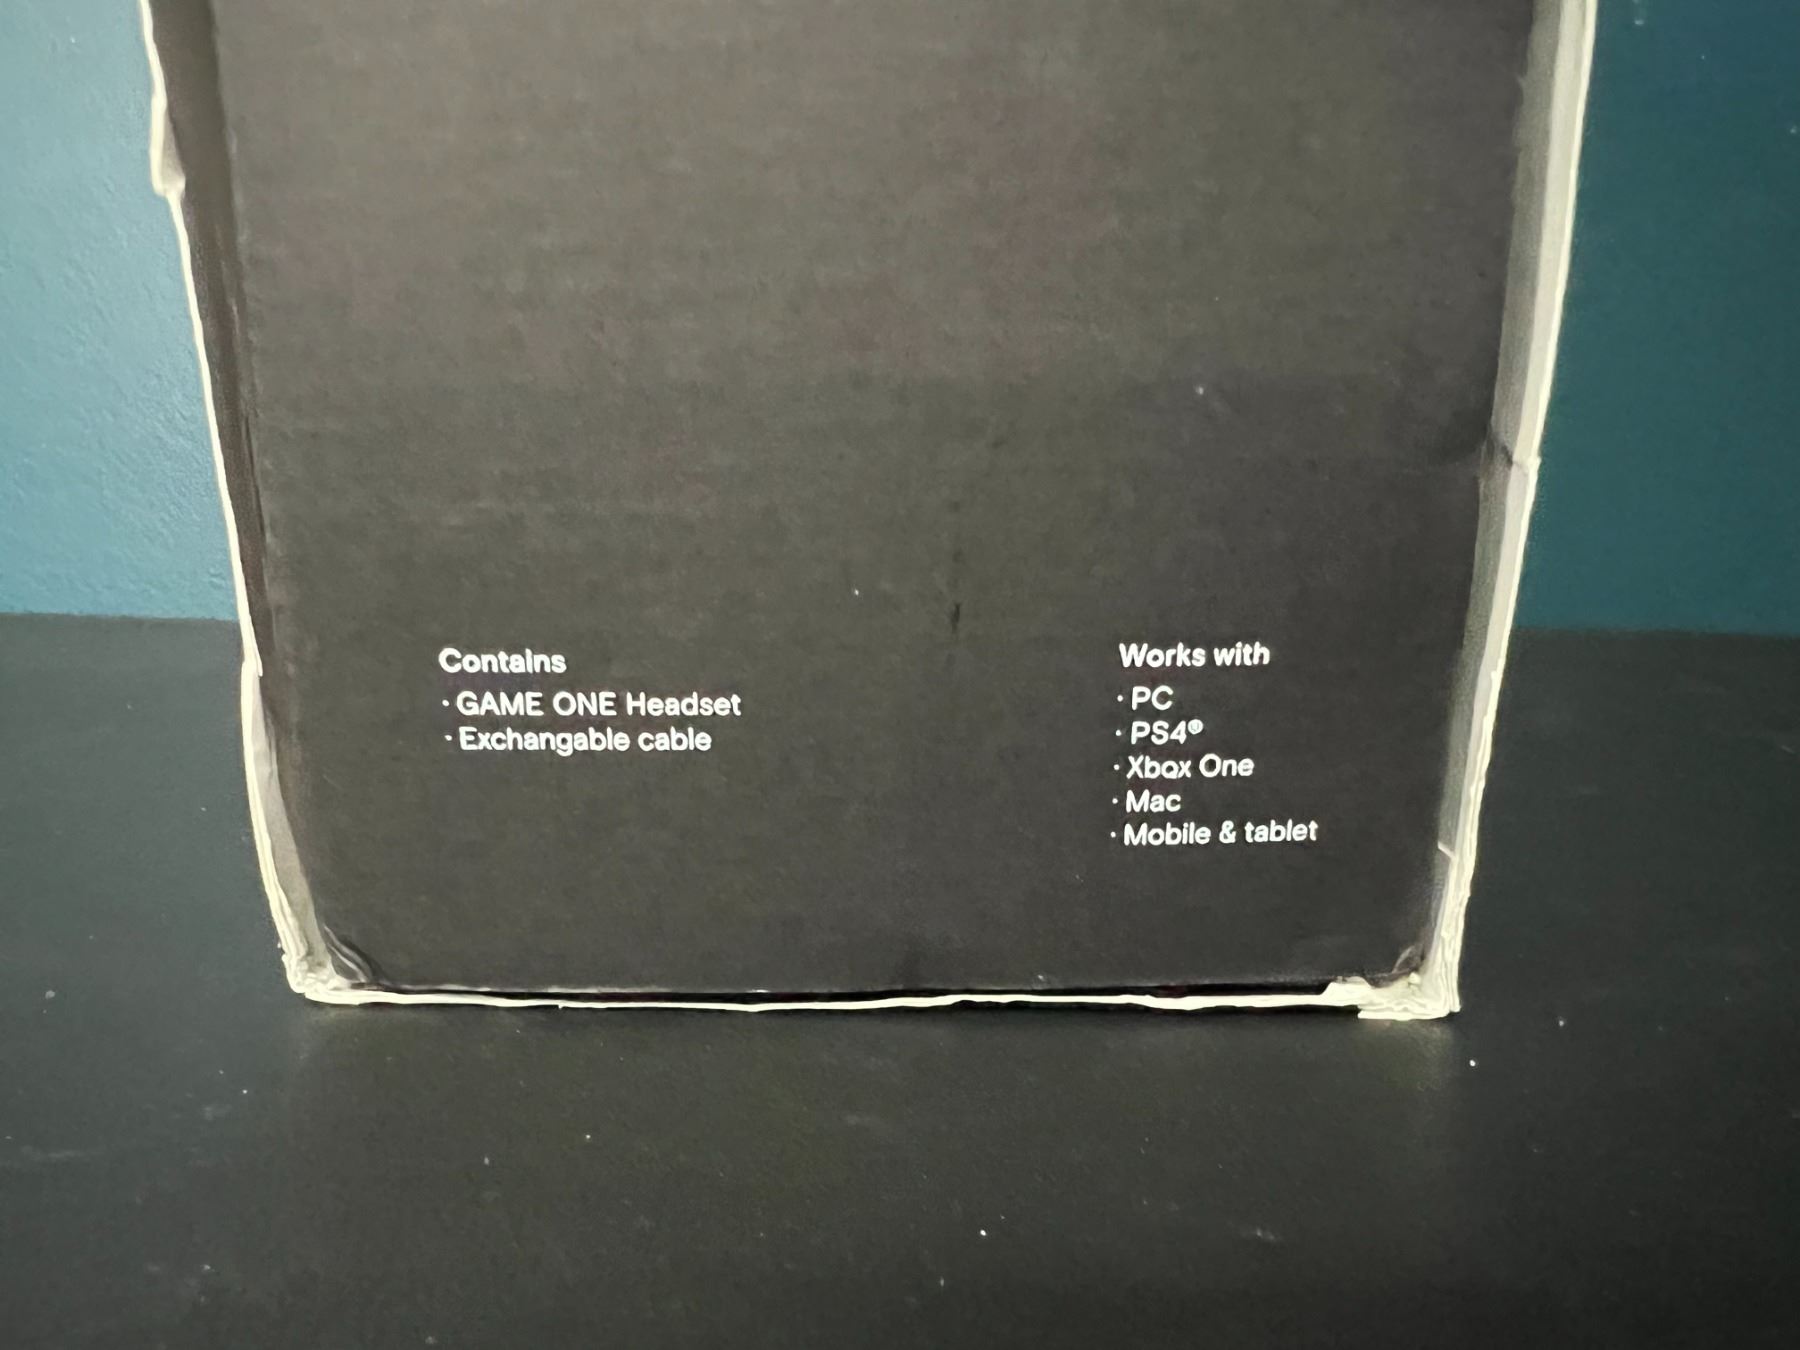 Contains
· GAME ONE Headset
· Exchangable cable
Works with
· PC
· PS4®
· Xbox One
· Mac
· Mobile & tablet